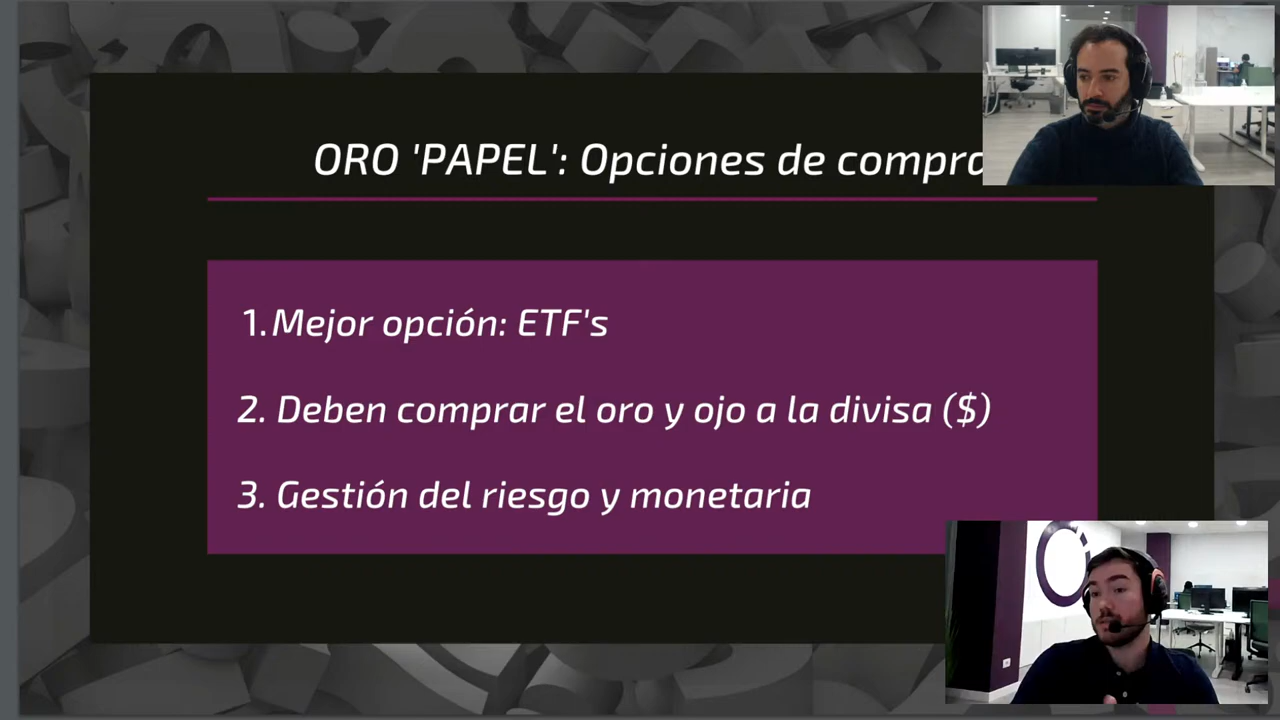 ORO 'PAPEL': Opciones de compra
1. Mejor opción: ETF's
2. Deben comprar el oro y ojo a la divisa ($)
3. Gestión del riesgo y monetaria